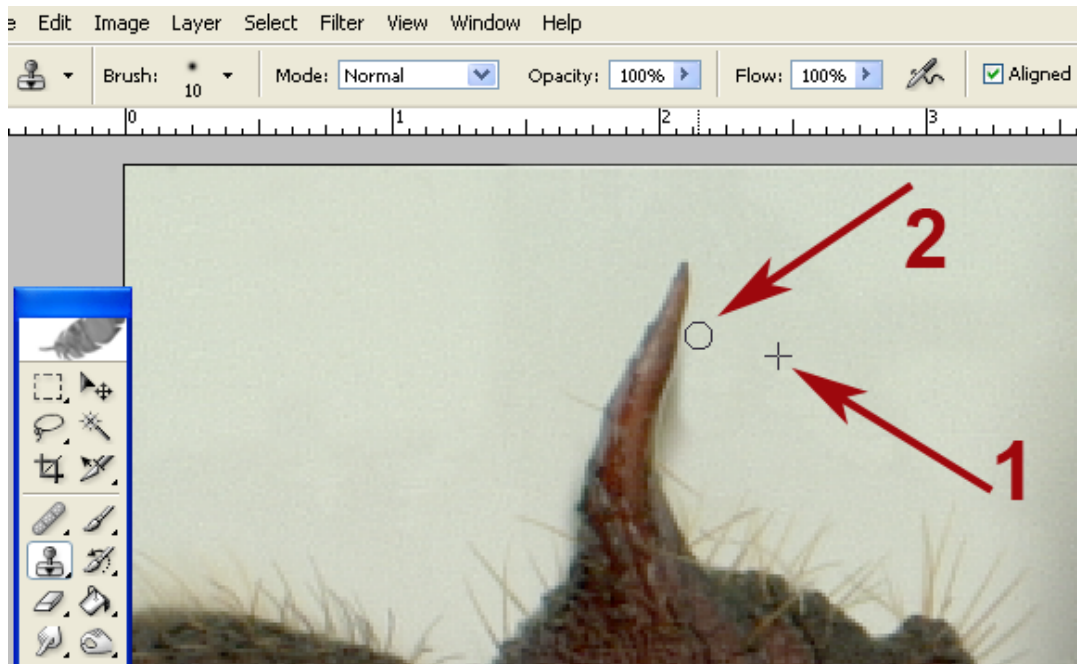 Edit Image Layer Select Filter View Window Help
Brush: 10 Mode: Normal Opacity: 100% Flow: 100% Aligned
0 1 2 3
2
1